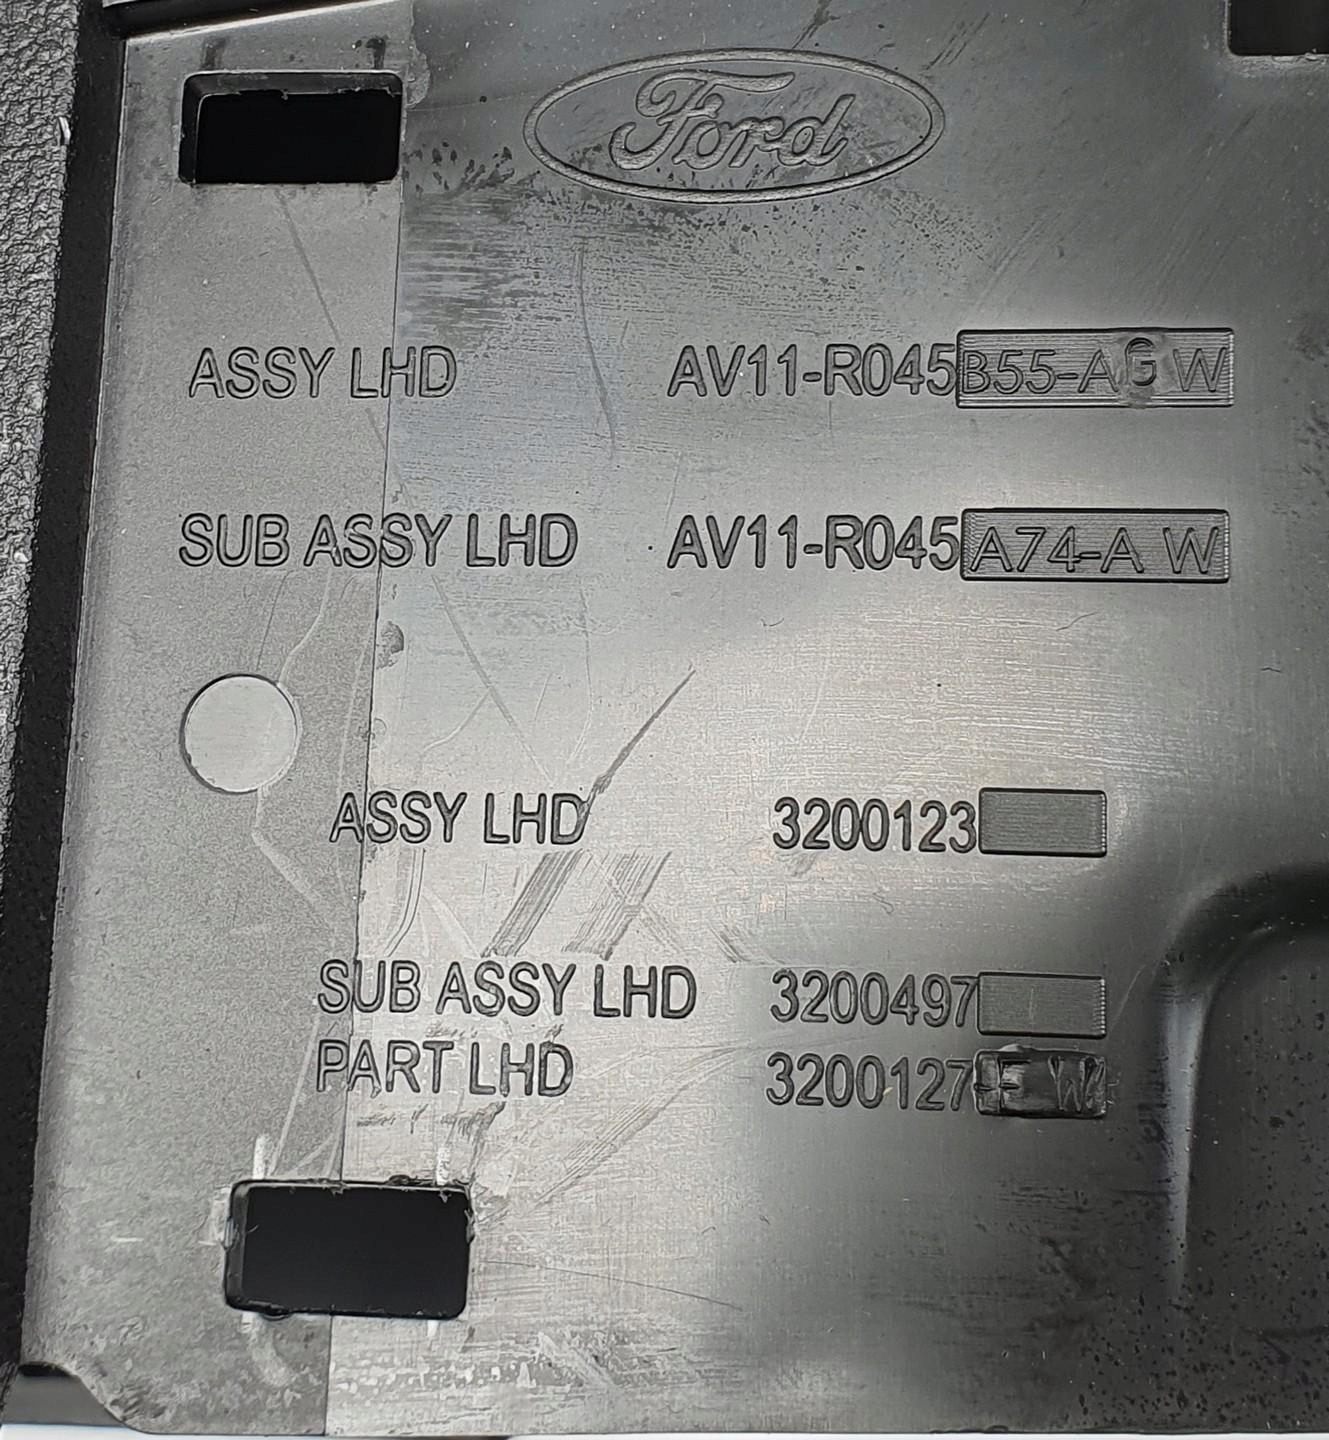 Ford
ASSY LHD AV11-R045B55-AGW
SUB ASSY LHD AV11-R045A74-A W
ASSY LHD 3200123
SUB ASSY LHD 3200497
PART LHD 3200127 F W